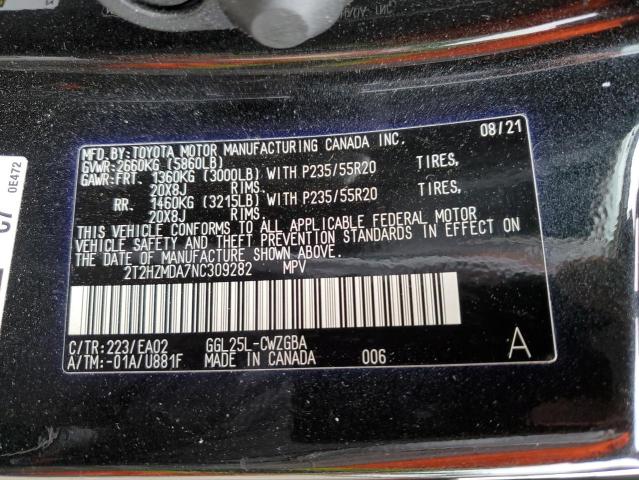 MFD.BY:TOYOTA MOTOR MANUFACTURING CANADA INC. 08/21
GVWR:2660KG (5860LB)
GAWR:FRT. 1360KG (3000LB) WITH P235/55R20 TIRES,
20X8J RIMS.
RR. 1460KG (3215LB) WITH P235/55R20 TIRES,
20X8J RIMS.
THIS VEHICLE CONFORMS TO ALL APPLICABLE FEDERAL MOTOR
VEHICLE SAFETY AND THEFT PREVENTION STANDARDS IN EFFECT ON
THE DATE OF MANUFACTURE SHOWN ABOVE.
2T2HZMDA7NC309282 MPV
C/TR:223/EA02 GGL25L-CWZGBA
A/TM:-01A/U881F MADE IN CANADA 006 A
0E472